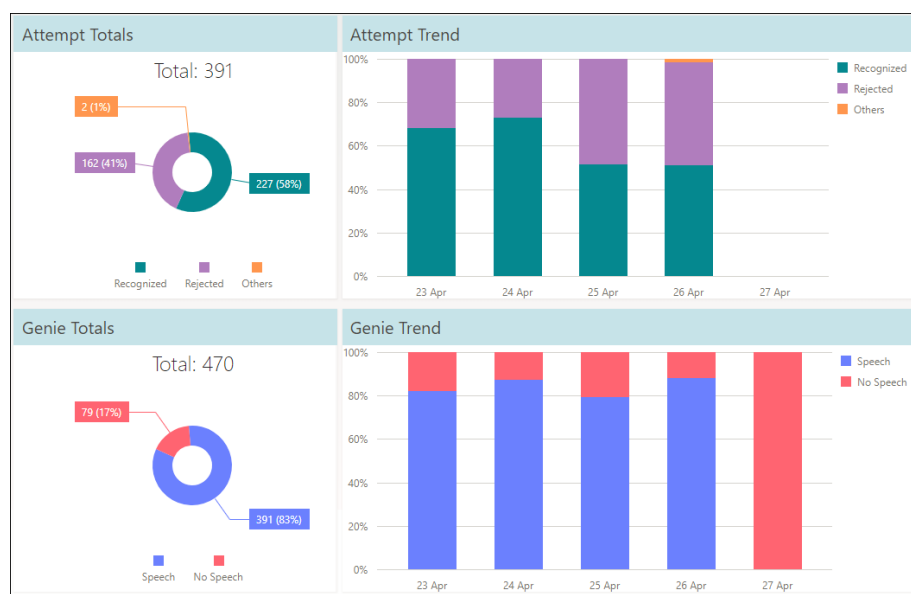 Attempt Totals
Total: 391
2 (1%)
162 (41%)
227 (58%)
Recognized Rejected Others
Attempt Trend
100%
80%
60%
40%
20%
0%
23 Apr 24 Apr 25 Apr 26 Apr 27 Apr
Recognized
Rejected
Others
Genie Totals
Total: 470
79 (17%)
391 (83%)
Speech No Speech
Genie Trend
100%
80%
60%
40%
20%
0%
23 Apr 24 Apr 25 Apr 26 Apr 27 Apr
Speech
No Speech